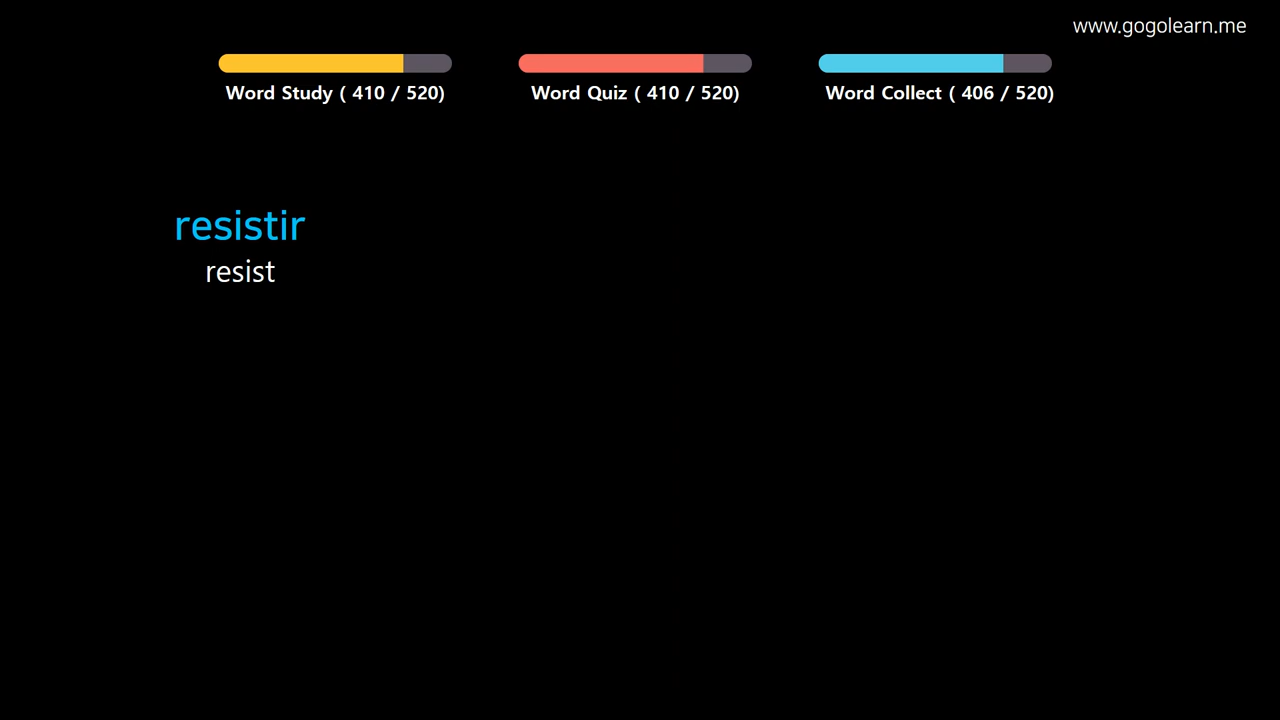 www.gogolearn.me
Word Study ( 410 / 520)
Word Quiz ( 410 / 520)
Word Collect ( 406 / 520)
resistir
resist